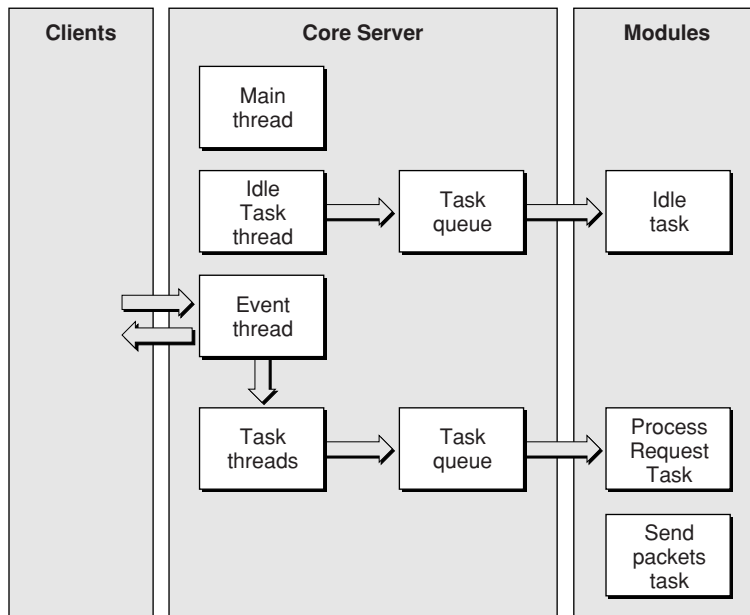 Clients
Core Server
Modules
Main
thread
Idle
Task
thread
Task
queue
Idle
task
Event
thread
Task
threads
Task
queue
Process
Request
Task
Send
packets
task